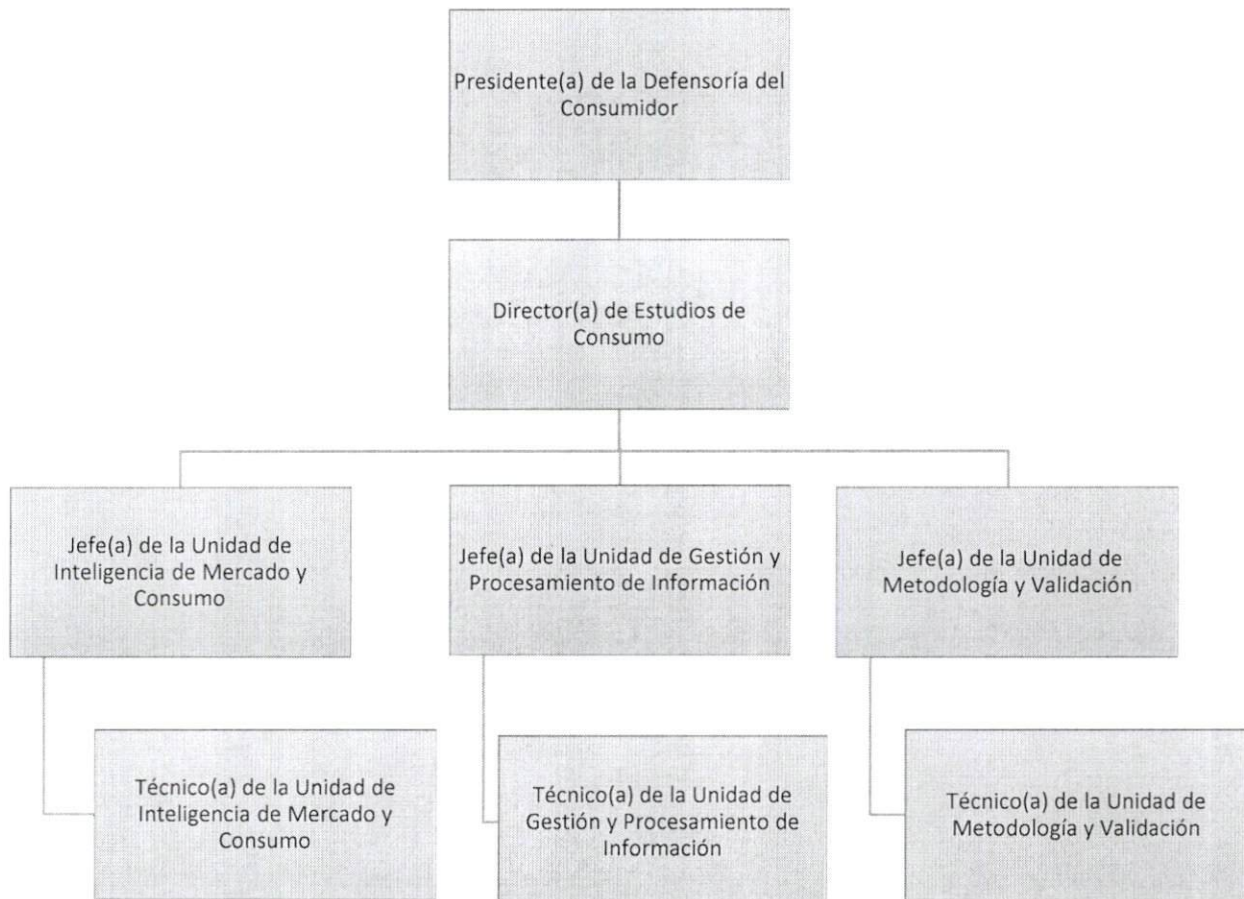 Presidente(a) de la Defensoría del
Consumidor
Director(a) de Estudios de
Consumo
Jefe(a) de la Unidad de
Inteligencia de Mercado y
Consumo
Jefe(a) de la Unidad de Gestión y
Procesamiento de Información
Jefe(a) de la Unidad de
Metodología y Validación
Técnico(a) de la Unidad de
Inteligencia de Mercado y
Consumo
Técnico(a) de la Unidad de
Gestión y Procesamiento de
Información
Técnico(a) de la Unidad de
Metodología y Validación